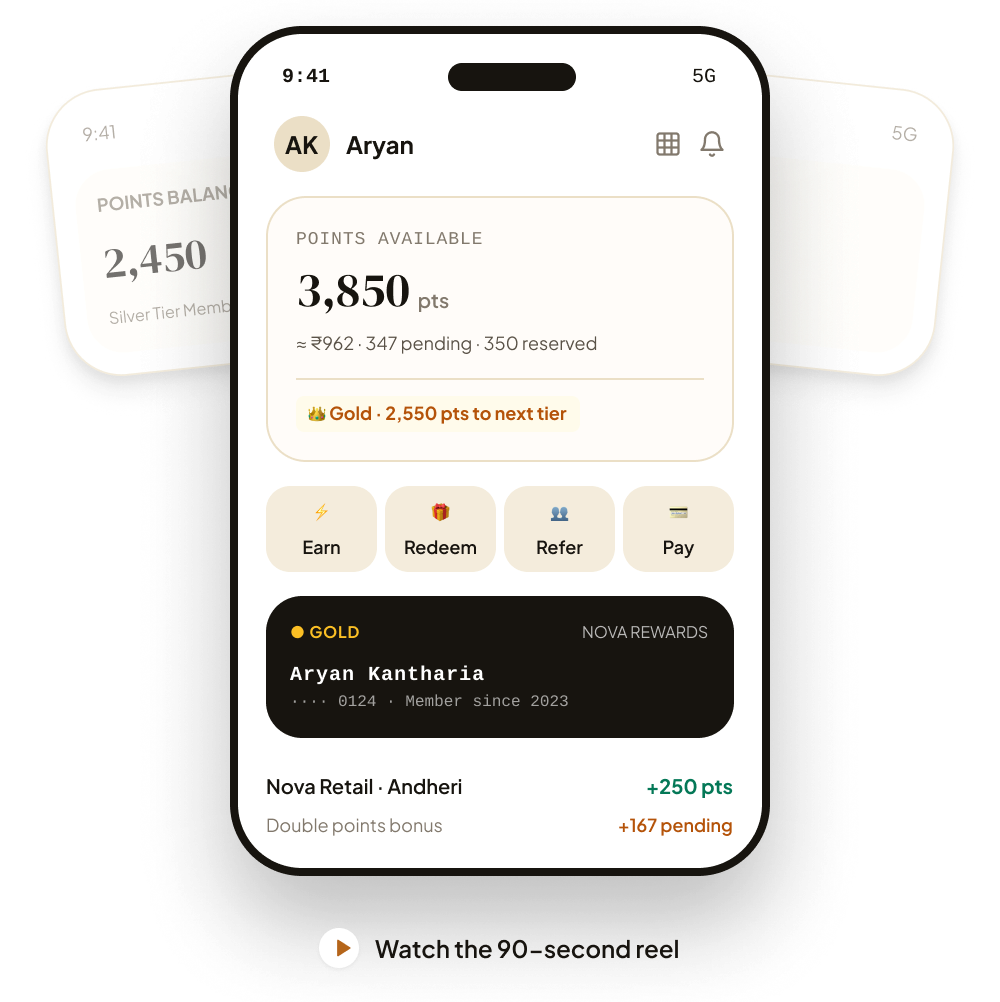 9:41
5G
AK
Aryan
9:41
5G
POINTS
2,450
Silver Tier
POINTS AVAILABLE
3,850 pts
≈ ₹962 · 347 pending · 350 reserved
👑 Gold · 2,550 pts to next tier
Earn
Redeem
Refer
Pay
GOLD
NOVA REWARDS
Aryan Kantharia
···· 0124 · Member since 2023
Nova Retail · Andheri
+250 pts
Double points bonus
+167 pending
Watch the 90–second reel